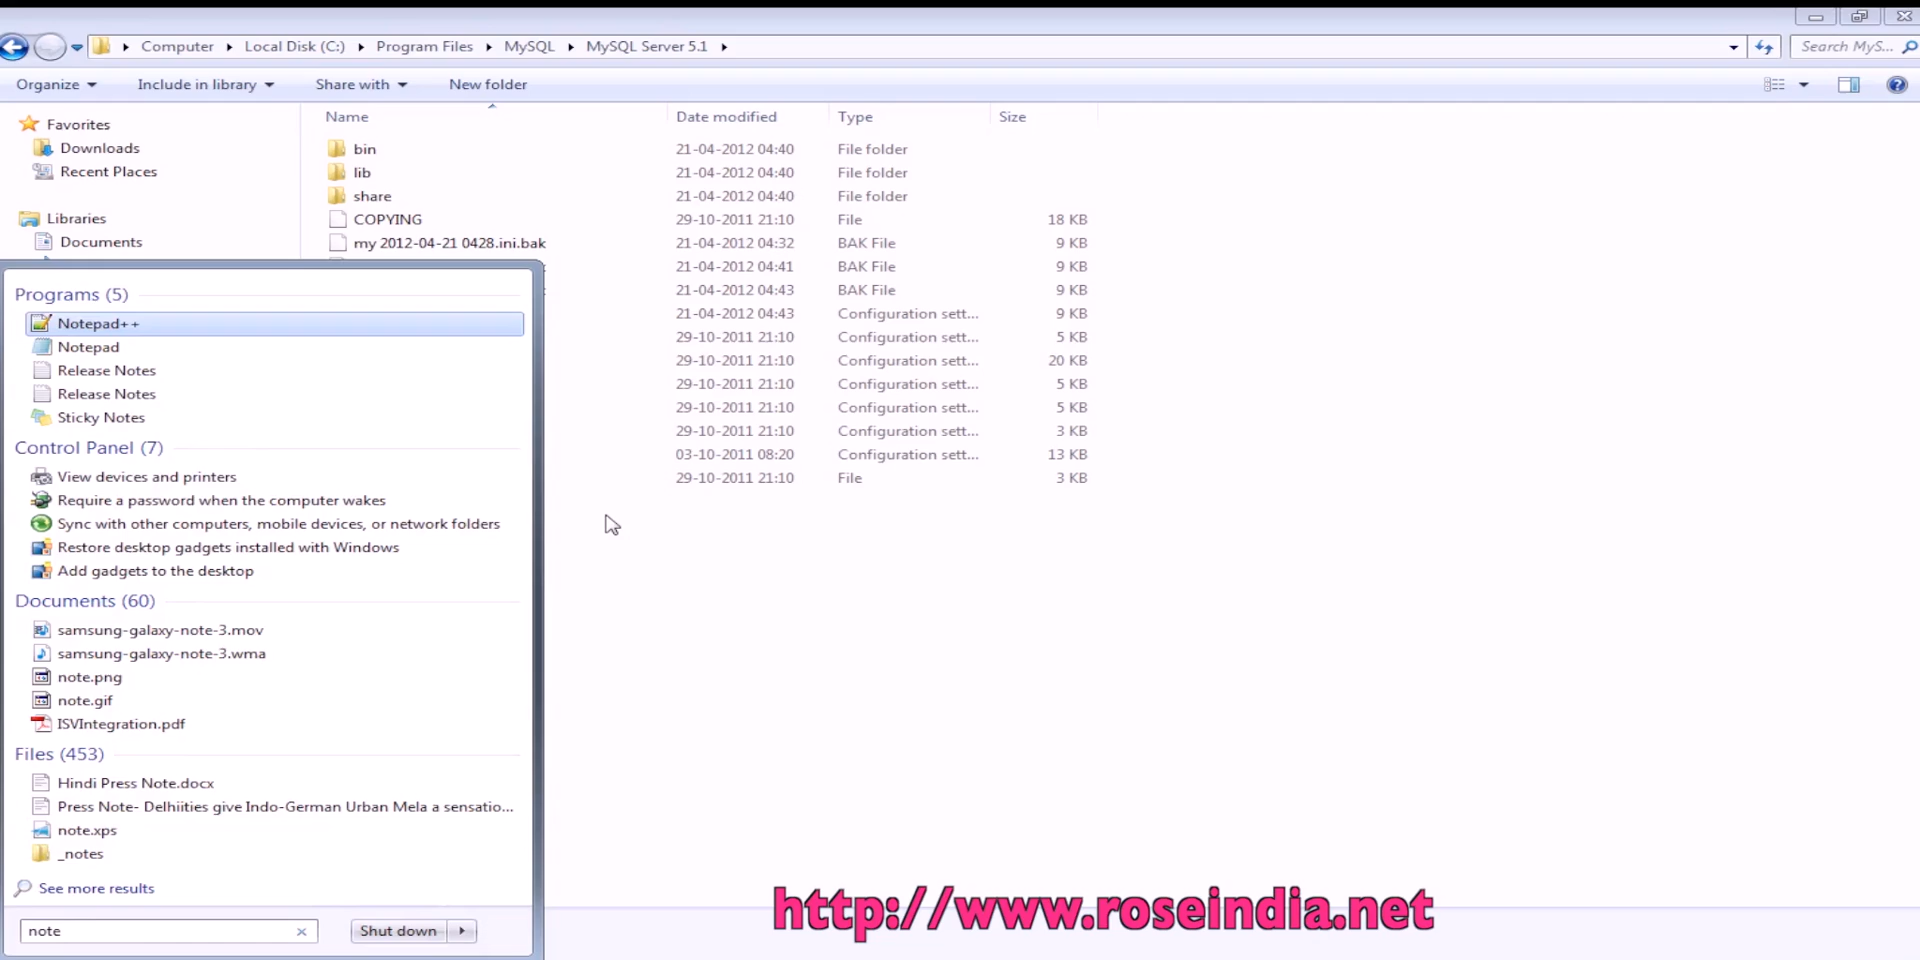 Computer Local Disk (C:) Program Files MySQL MySQL Server 5.1 Search MyS...
Organize Include in library Share with New folder
Name Date modified Type Size
Favorites
Downloads
Recent Places
Libraries
Documents
bin 21-04-2012 04:40 File folder
lib 21-04-2012 04:40 File folder
share 21-04-2012 04:40 File folder
COPYING 29-10-2011 21:10 File 18 KB
my 2012-04-21 0428.ini.bak 21-04-2012 04:32 BAK File 9 KB
21-04-2012 04:41 BAK File 9 KB
21-04-2012 04:43 BAK File 9 KB
21-04-2012 04:43 Configuration sett... 9 KB
29-10-2011 21:10 Configuration sett... 5 KB
29-10-2011 21:10 Configuration sett... 20 KB
29-10-2011 21:10 Configuration sett... 5 KB
29-10-2011 21:10 Configuration sett... 5 KB
29-10-2011 21:10 Configuration sett... 3 KB
03-10-2011 08:20 Configuration sett... 13 KB
29-10-2011 21:10 File 3 KB
Programs (5)
Notepad++
Notepad
Release Notes
Release Notes
Sticky Notes
Control Panel (7)
View devices and printers
Require a password when the computer wakes
Sync with other computers, mobile devices, or network folders
Restore desktop gadgets installed with Windows
Add gadgets to the desktop
Documents (60)
samsung-galaxy-note-3.mov
samsung-galaxy-note-3.wma
note.png
note.gif
ISVIntegration.pdf
Files (453)
Hindi Press Note.docx
Press Note- Delhiities give Indo-German Urban Mela a sensatio...
note.xps
_notes
See more results
note Shut down
http://www.roseindia.net